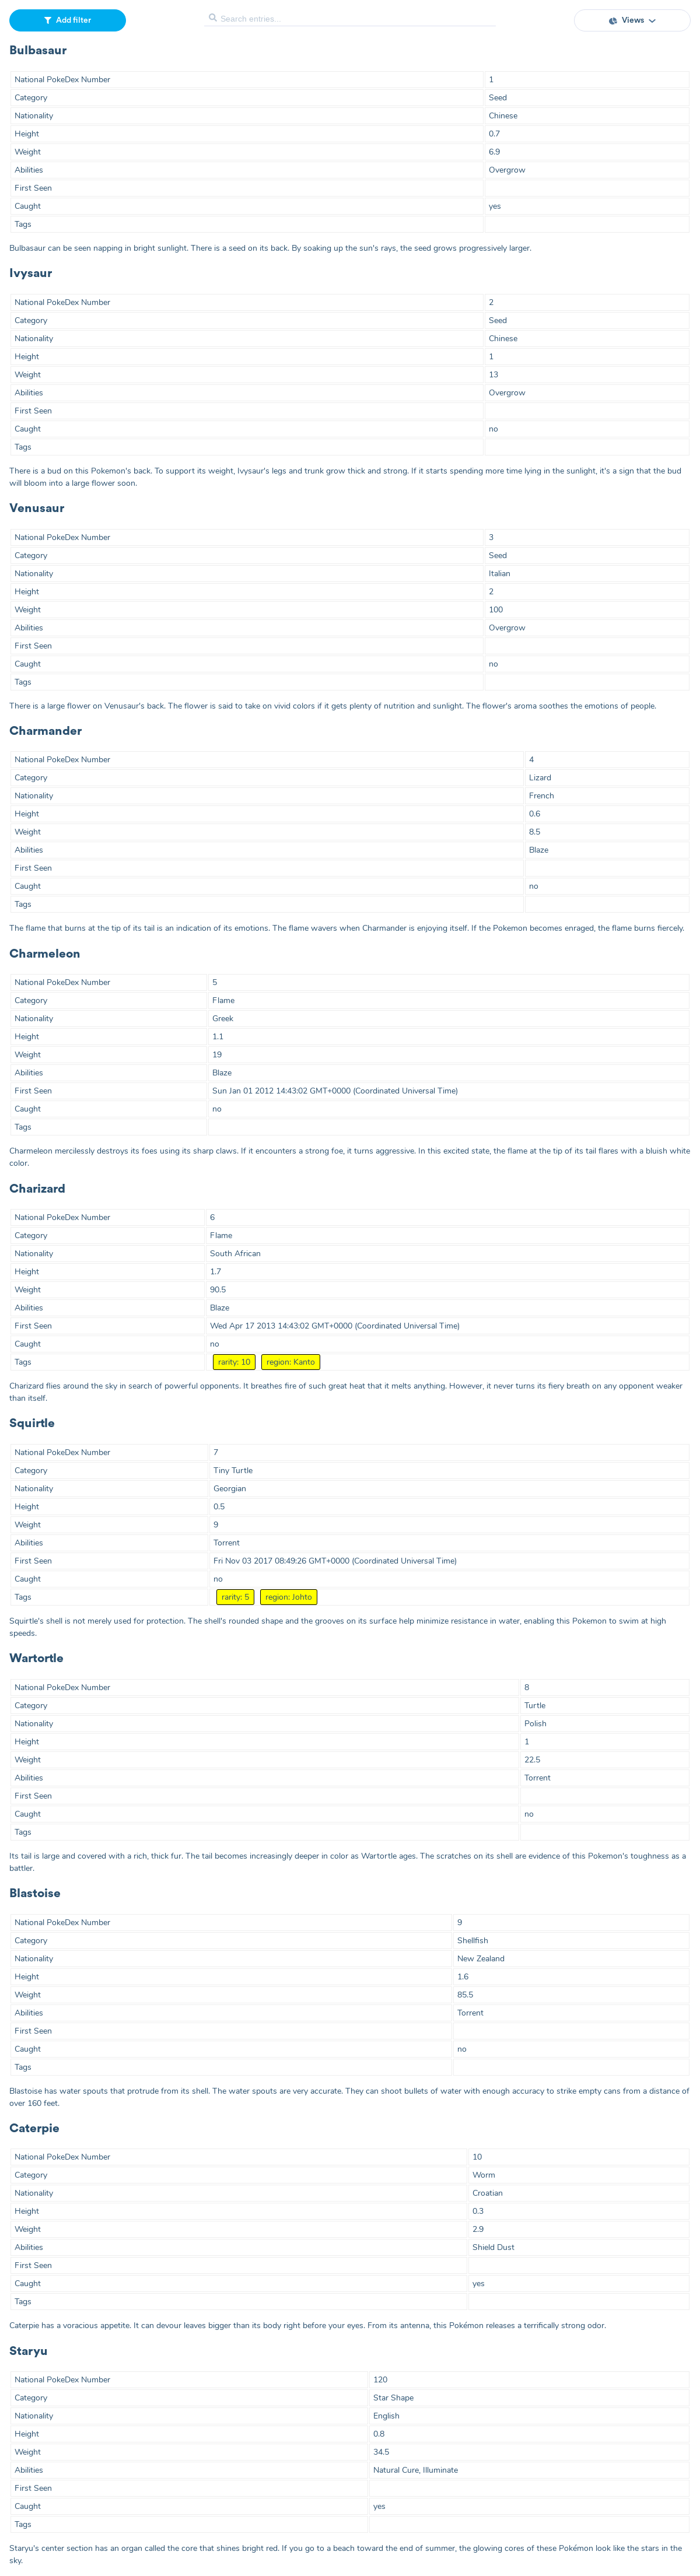 Add filter
Search entries...
Views
Bulbasaur
National PokeDex Number 1
Category Seed
Nationality Chinese
Height 0.7
Weight 6.9
Abilities Overgrow
First Seen
Caught yes
Tags
Bulbasaur can be seen napping in bright sunlight. There is a seed on its back. By soaking up the sun's rays, the seed grows progressively larger.
Ivysaur
National PokeDex Number 2
Category Seed
Nationality Chinese
Height 1
Weight 13
Abilities Overgrow
First Seen
Caught no
Tags
There is a bud on this Pokemon's back. To support its weight, Ivysaur's legs and trunk grow thick and strong. If it starts spending more time lying in the sunlight, it's a sign that the bud
will bloom into a large flower soon.
Venusaur
National PokeDex Number 3
Category Seed
Nationality Italian
Height 2
Weight 100
Abilities Overgrow
First Seen
Caught no
Tags
There is a large flower on Venusaur's back. The flower is said to take on vivid colors if it gets plenty of nutrition and sunlight. The flower's aroma soothes the emotions of people.
Charmander
National PokeDex Number 4
Category Lizard
Nationality French
Height 0.6
Weight 8.5
Abilities Blaze
First Seen
Caught no
Tags
The flame that burns at the tip of its tail is an indication of its emotions. The flame wavers when Charmander is enjoying itself. If the Pokemon becomes enraged, the flame burns fiercely.
Charmeleon
National PokeDex Number 5
Category Flame
Nationality Greek
Height 1.1
Weight 19
Abilities Blaze
First Seen Sun Jan 01 2012 14:43:02 GMT+0000 (Coordinated Universal Time)
Caught no
Tags
Charmeleon mercilessly destroys its foes using its sharp claws. If it encounters a strong foe, it turns aggressive. In this excited state, the flame at the tip of its tail flares with a bluish white
color.
Charizard
National PokeDex Number 6
Category Flame
Nationality South African
Height 1.7
Weight 90.5
Abilities Blaze
First Seen Wed Apr 17 2013 14:43:02 GMT+0000 (Coordinated Universal Time)
Caught no
Tags rarity: 10 region: Kanto
Charizard flies around the sky in search of powerful opponents. It breathes fire of such great heat that it melts anything. However, it never turns its fiery breath on any opponent weaker
than itself.
Squirtle
National PokeDex Number 7
Category Tiny Turtle
Nationality Georgian
Height 0.5
Weight 9
Abilities Torrent
First Seen Fri Nov 03 2017 08:49:26 GMT+0000 (Coordinated Universal Time)
Caught no
Tags rarity: 5 region: Johto
Squirtle's shell is not merely used for protection. The shell's rounded shape and the grooves on its surface help minimize resistance in water, enabling this Pokemon to swim at high
speeds.
Wartortle
National PokeDex Number 8
Category Turtle
Nationality Polish
Height 1
Weight 22.5
Abilities Torrent
First Seen
Caught no
Tags
Its tail is large and covered with a rich, thick fur. The tail becomes increasingly deeper in color as Wartortle ages. The scratches on its shell are evidence of this Pokemon's toughness as a
battler.
Blastoise
National PokeDex Number 9
Category Shellfish
Nationality New Zealand
Height 1.6
Weight 85.5
Abilities Torrent
First Seen
Caught no
Tags
Blastoise has water spouts that protrude from its shell. The water spouts are very accurate. They can shoot bullets of water with enough accuracy to strike empty cans from a distance of
over 160 feet.
Caterpie
National PokeDex Number 10
Category Worm
Nationality Croatian
Height 0.3
Weight 2.9
Abilities Shield Dust
First Seen
Caught yes
Tags
Caterpie has a voracious appetite. It can devour leaves bigger than its body right before your eyes. From its antenna, this Pokémon releases a terrifically strong odor.
Staryu
National PokeDex Number 120
Category Star Shape
Nationality English
Height 0.8
Weight 34.5
Abilities Natural Cure, Illuminate
First Seen
Caught yes
Tags
Staryu's center section has an organ called the core that shines bright red. If you go to a beach toward the end of summer, the glowing cores of these Pokémon look like the stars in the
sky.